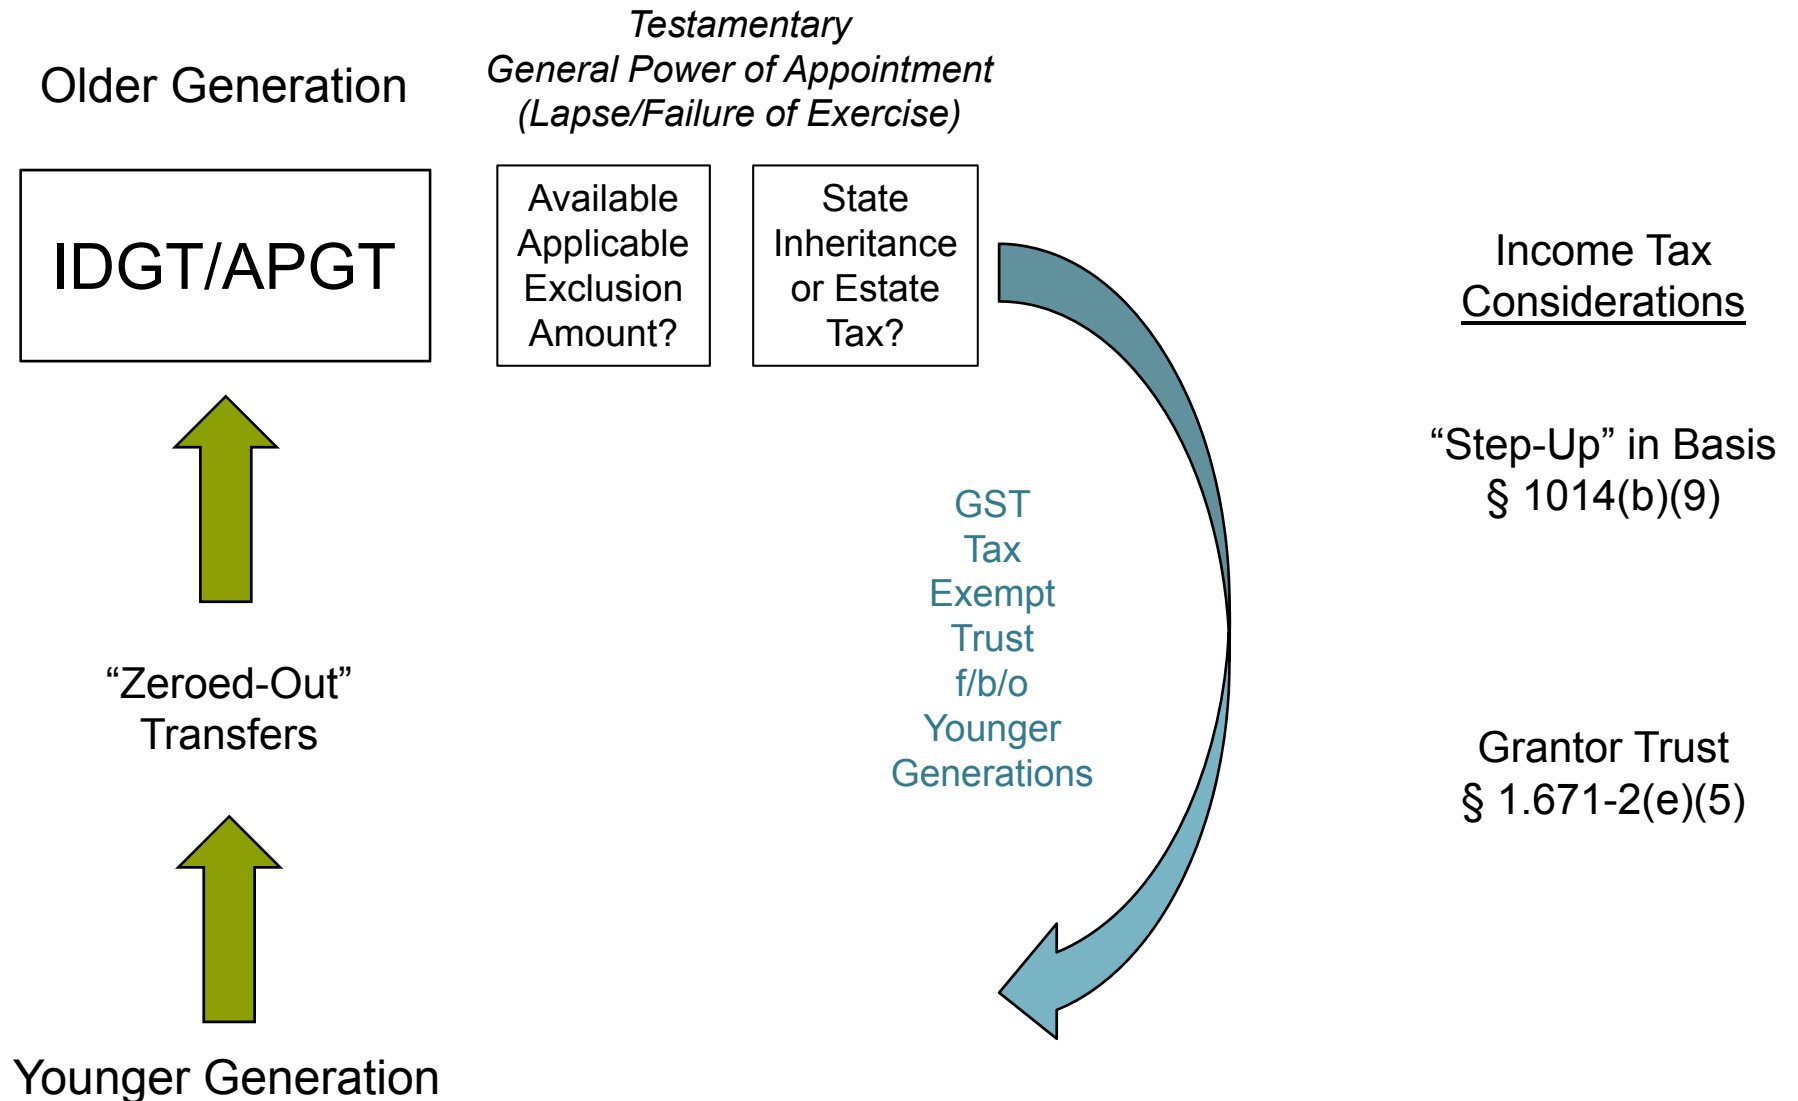 Testamentary
General Power of Appointment
(Lapse/Failure of Exercise)
Older Generation
IDGT/APGT
Available
Applicable
Exclusion
Amount?
State
Inheritance
or Estate
Tax?
Income Tax
Considerations
“Step-Up” in Basis
§ 1014(b)(9)
GST
Tax
Exempt
Trust
f/b/o
Younger
Generations
“Zeroed-Out”
Transfers
Grantor Trust
§ 1.671-2(e)(5)
Younger Generation